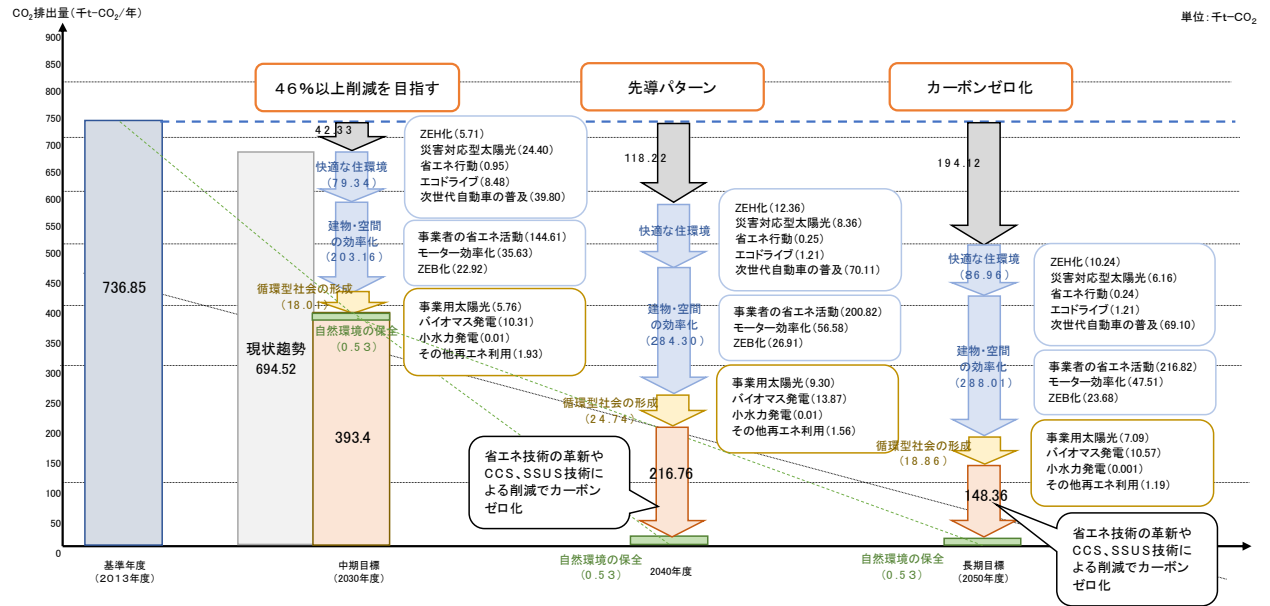 CO₂排出量(千t-CO₂/年)
単位:千t-CO₂
900
850
800
750
700
650
600
550
500
450
400
350
300
250
200
150
100
50
0
46%以上削減を目指す
先導パターン
カーボンゼロ化
736.85
現状趨勢
694.52
42.33
快適な住環境
(79.34)
建物・空間
の効率化
(203.16)
循環型社会の形成
(18.01)
自然環境の保全
(0.53)
393.4
ZEH化(5.71)
災害対応型太陽光(24.40)
省エネ行動(0.95)
エコドライブ(8.48)
次世代自動車の普及(39.80)
事業者の省エネ活動(144.61)
モーター効率化(35.63)
ZEB化(22.92)
事業用太陽光(5.76)
バイオマス発電(10.31)
小水力発電(0.01)
その他再エネ利用(1.93)
118.22
快適な住環境
建物・空間
の効率化
(284.30)
循環型社会の形成
(24.74)
216.76
自然環境の保全
(0.53)
ZEH化(12.36)
災害対応型太陽光(8.36)
省エネ行動(0.25)
エコドライブ(1.21)
次世代自動車の普及(70.11)
事業者の省エネ活動(200.82)
モーター効率化(56.58)
ZEB化(26.91)
事業用太陽光(9.30)
バイオマス発電(13.87)
小水力発電(0.01)
その他再エネ利用(1.56)
省エネ技術の革新や
CCS、SSUS技術に
よる削減でカーボン
ゼロ化
194.12
快適な住環境
(86.96)
建物・空間
の効率化
(288.01)
循環型社会の形成
(18.86)
148.36
自然環境の保全
(0.53)
ZEH化(10.24)
災害対応型太陽光(6.16)
省エネ行動(0.24)
エコドライブ(1.21)
次世代自動車の普及(69.10)
事業者の省エネ活動(216.82)
モーター効率化(47.51)
ZEB化(23.68)
事業用太陽光(7.09)
バイオマス発電(10.57)
小水力発電(0.001)
その他再エネ利用(1.19)
省エネ技術の革新や
CCS、SSUS技術に
よる削減でカーボン
ゼロ化
基準年度
(2013年度)
中期目標
(2030年度)
2040年度
長期目標
(2050年度)